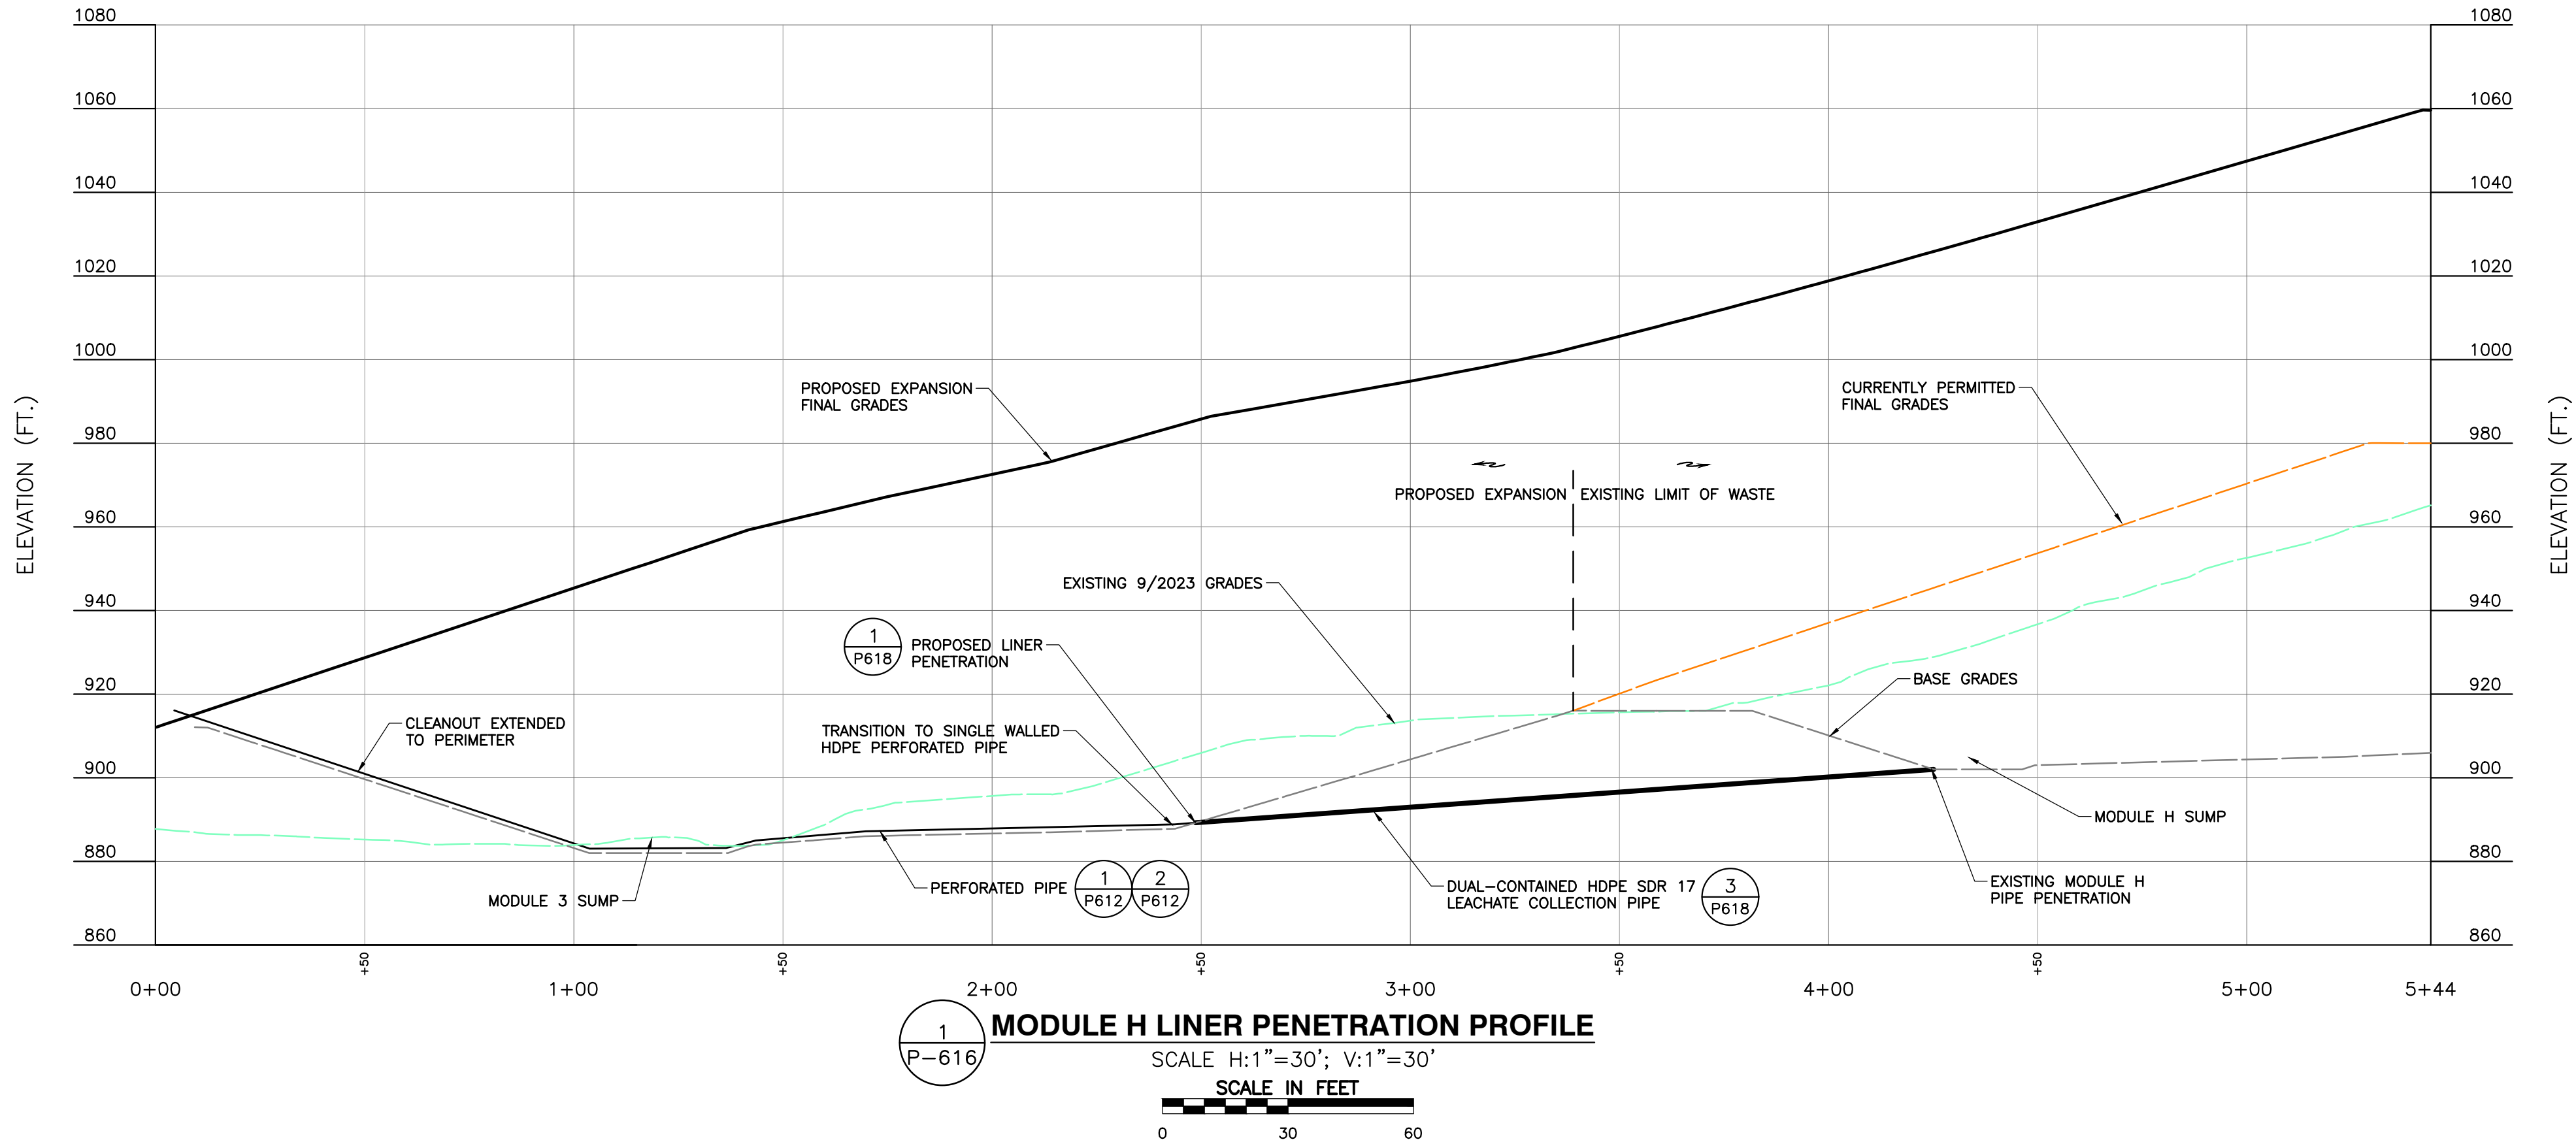 1080 1080
1060 1060
1040 1040
1020 1020
1000 1000
980 980
960 960
940 940
920 920
900 900
880 880
860 860
ELEVATION (FT.)
ELEVATION (FT.)
PROPOSED EXPANSION
FINAL GRADES
CURRENTLY PERMITTED
FINAL GRADES
PROPOSED EXPANSION
EXISTING LIMIT OF WASTE
EXISTING 9/2023 GRADES
1
P618
PROPOSED LINER
PENETRATION
BASE GRADES
CLEANOUT EXTENDED
TO PERIMETER
TRANSITION TO SINGLE WALLED
HDPE PERFORATED PIPE
MODULE H SUMP
MODULE 3 SUMP
PERFORATED PIPE
1
P612
2
P612
DUAL-CONTAINED HDPE SDR 17
LEACHATE COLLECTION PIPE
3
P618
EXISTING MODULE H
PIPE PENETRATION
+50 +50 +50 +50 +50
0+00 1+00 2+00 3+00 4+00 5+00 5+44
1
P-616
MODULE H LINER PENETRATION PROFILE
SCALE H:1"=30'; V:1"=30'
SCALE IN FEET
0 30 60